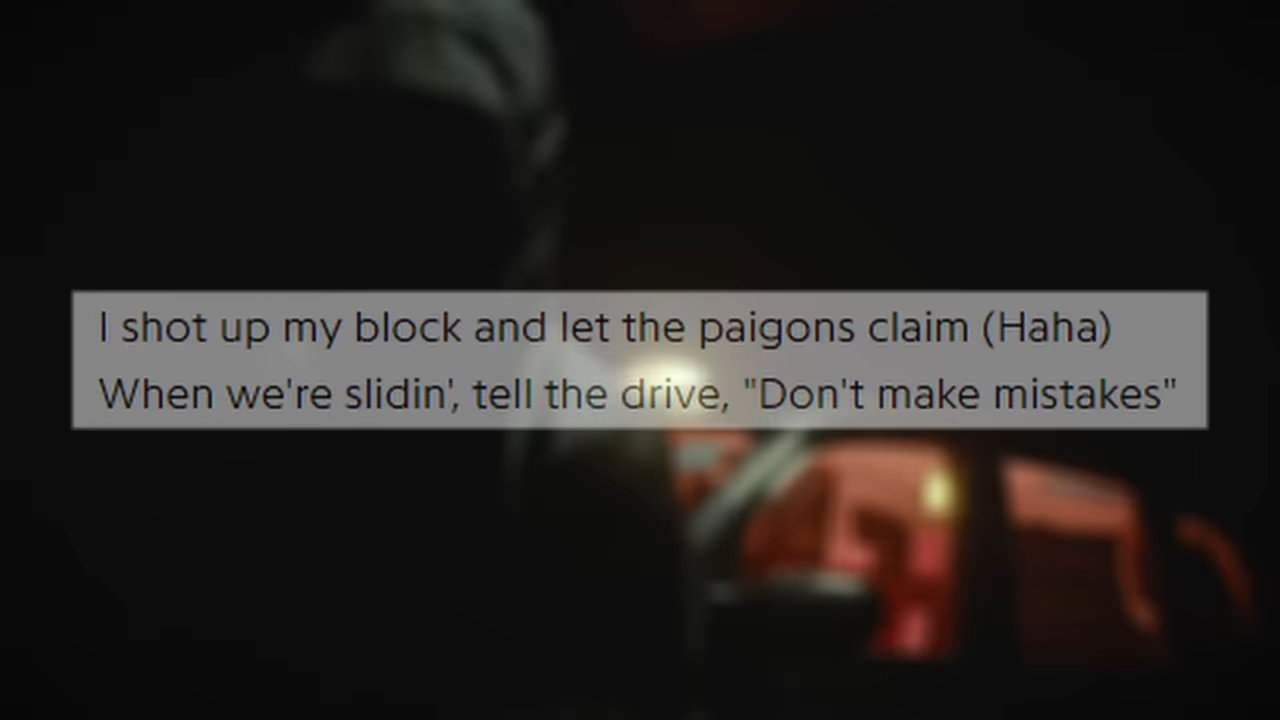 I shot up my block and let the paigons claim (Haha)
When we're slidin', tell the drive, "Don't make mistakes"